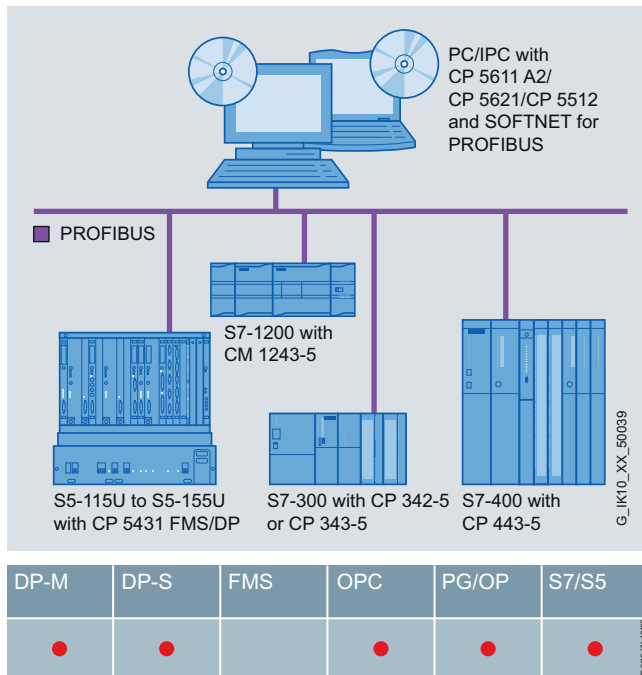 PC/IPC with
CP 5611 A2/
CP 5621/CP 5512
and SOFTNET for
PROFIBUS
PROFIBUS
S7-1200 with
CM 1243-5
S5-115U to S5-155U
with CP 5431 FMS/DP
S7-300 with CP 342-5
or CP 343-5
S7-400 with
CP 443-5
G_IK10_XX_50039
DP-M DP-S FMS OPC PG/OP S7/S5